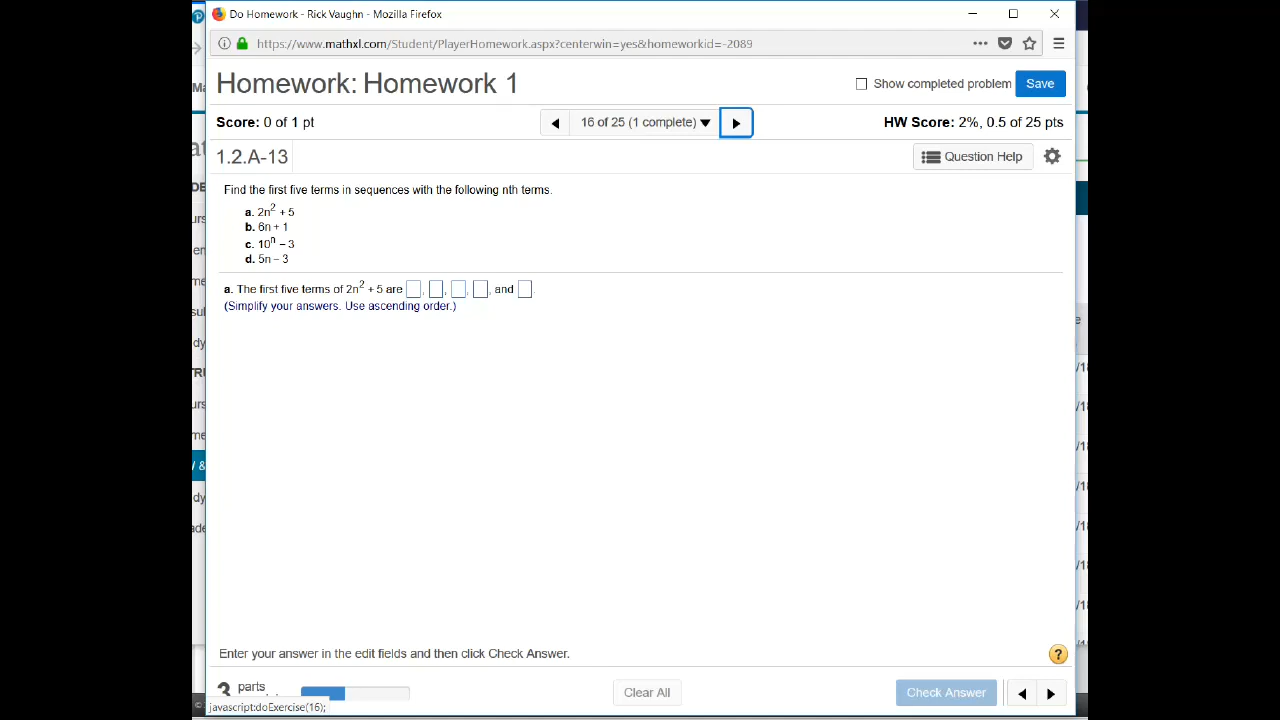 Do Homework - Rick Vaughn - Mozilla Firefox
https://www.mathxl.com/Student/PlayerHomework.aspx?centerwin=yes&homeworkid=-2089
Homework: Homework 1
Show completed problem
Save
Score: 0 of 1 pt
16 of 25 (1 complete)
HW Score: 2%, 0.5 of 25 pts
1.2.A-13
Question Help
Find the first five terms in sequences with the following nth terms.
a. 2n² + 5
b. 6n + 1
c. 10ⁿ − 3
d. 5n − 3
a. The first five terms of 2n² + 5 are , , , , and .
(Simplify your answers. Use ascending order.)
Enter your answer in the edit fields and then click Check Answer.
?
3 parts
Clear All
Check Answer
javascript:doExercise(16);